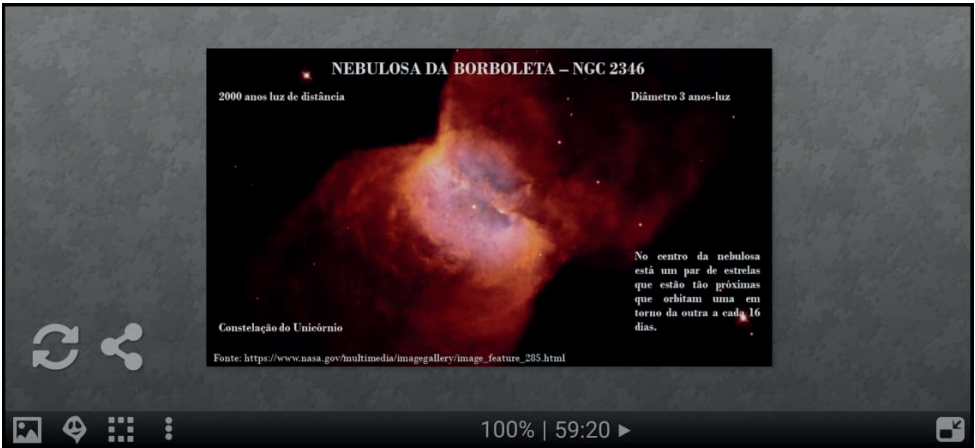 NEBULOSA DA BORBOLETA – NGC 2346
2000 anos luz de distância
Diâmetro 3 anos-luz
No centro da nebulosa
está um par de estrelas
que estão tão próximas
que orbitam uma em
torno da outra a cada 16
dias.
Constelação do Unicórnio
Fonte: https://www.nasa.gov/multimedia/imagegallery/image_feature_285.html
100% | 59:20